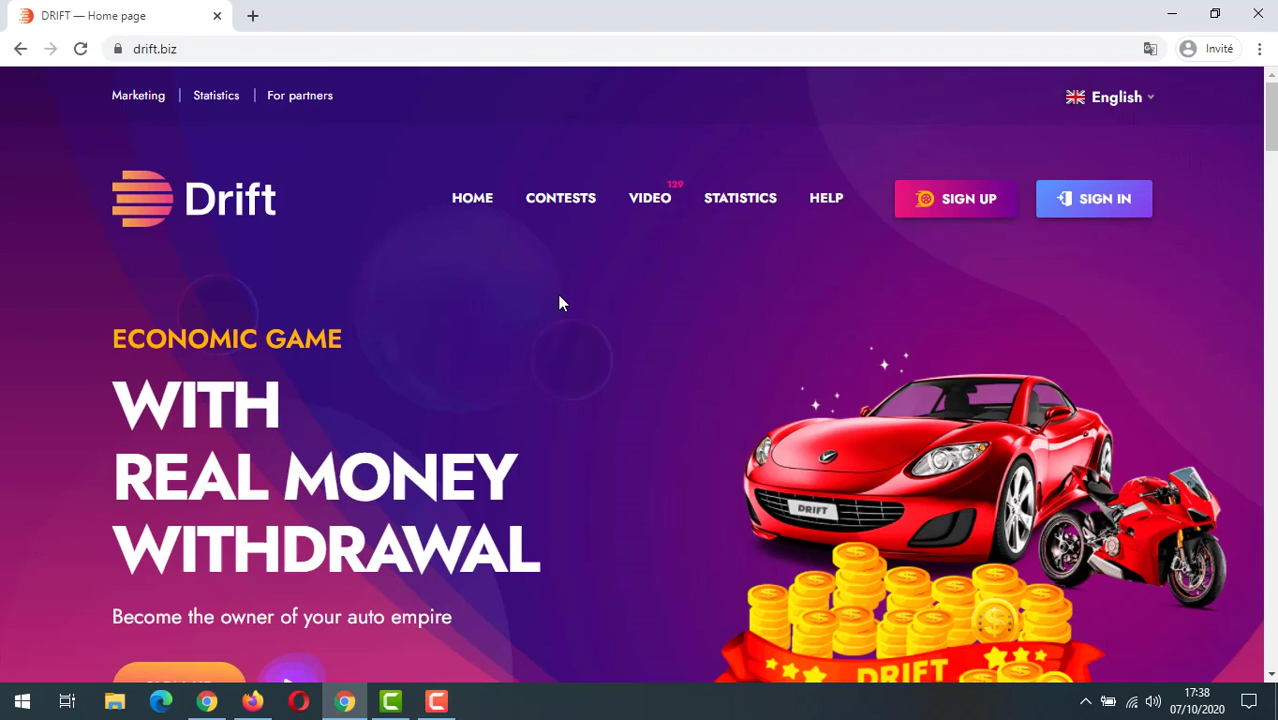 DRIFT — Home page
drift.biz
Invité
Marketing
Statistics
For partners
English
Drift
HOME
CONTESTS
VIDEO
129
STATISTICS
HELP
SIGN UP
SIGN IN
ECONOMIC GAME
WITH
REAL MONEY
WITHDRAWAL
Become the owner of your auto empire
DRIFT
DRIFT
17:38
07/10/2020